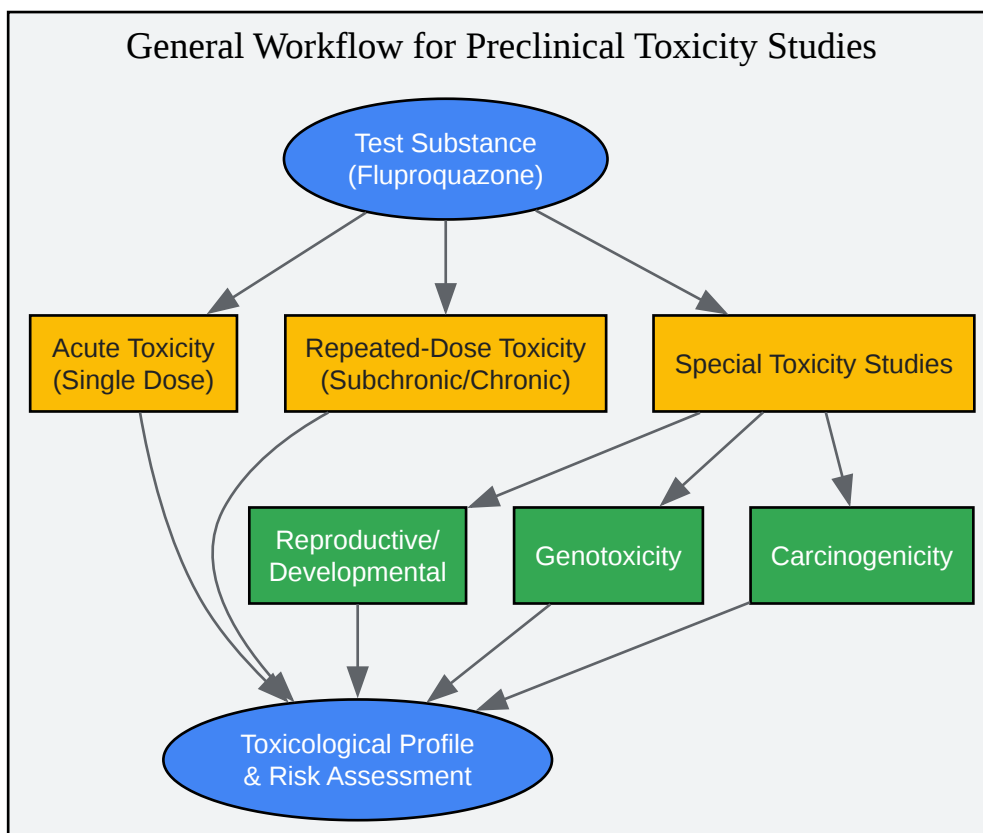 General Workflow for Preclinical Toxicity Studies
Test Substance
(Fluproquazone)
Acute Toxicity
(Single Dose)
Repeated-Dose Toxicity
(Subchronic/Chronic)
Special Toxicity Studies
Reproductive/
Developmental
Genotoxicity
Carcinogenicity
Toxicological Profile
& Risk Assessment